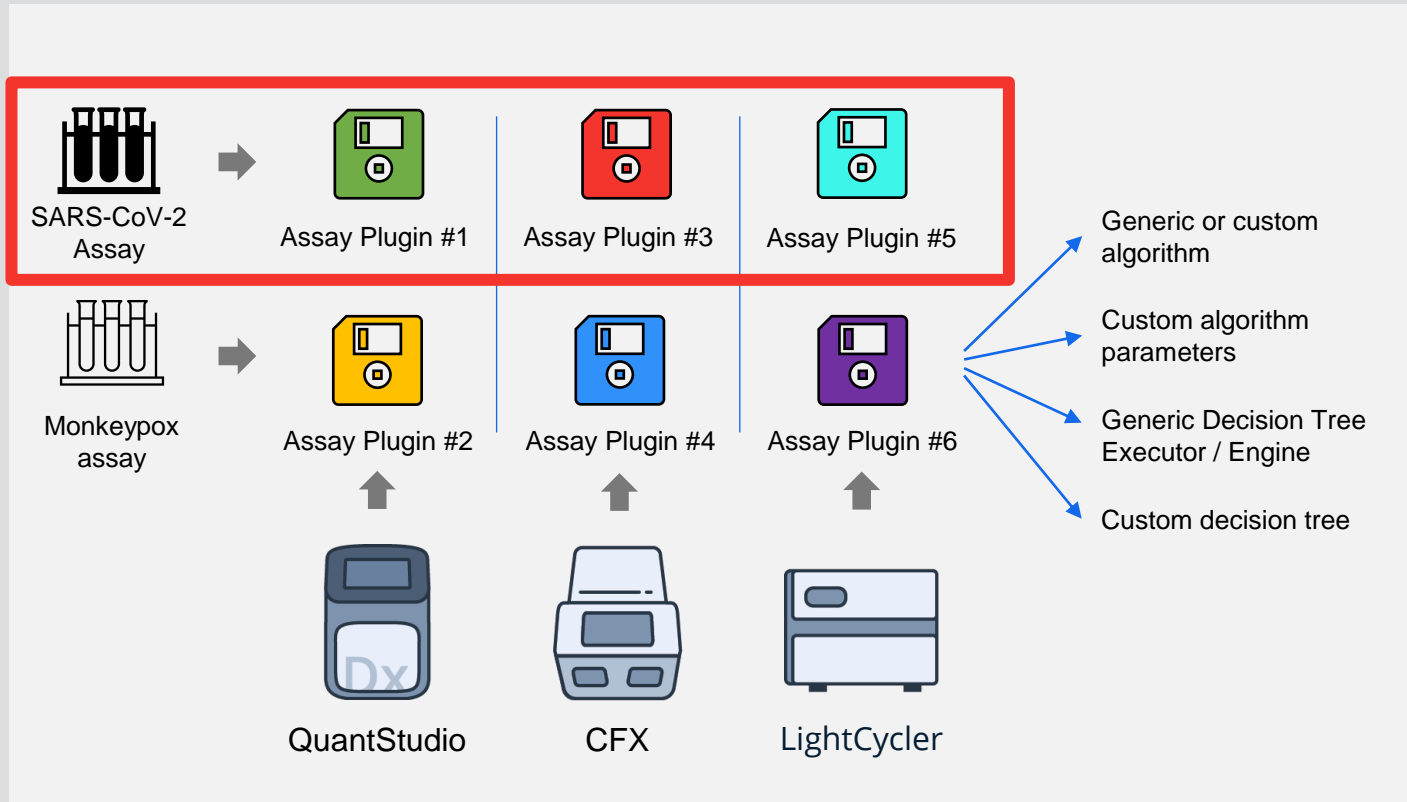 SARS-CoV-2
Assay
Assay Plugin #1
Assay Plugin #3
Assay Plugin #5
Monkeypox
assay
Assay Plugin #2
Assay Plugin #4
Assay Plugin #6
Generic or custom
algorithm
Custom algorithm
parameters
Generic Decision Tree
Executor / Engine
Custom decision tree
Dx
QuantStudio
CFX
LightCycler